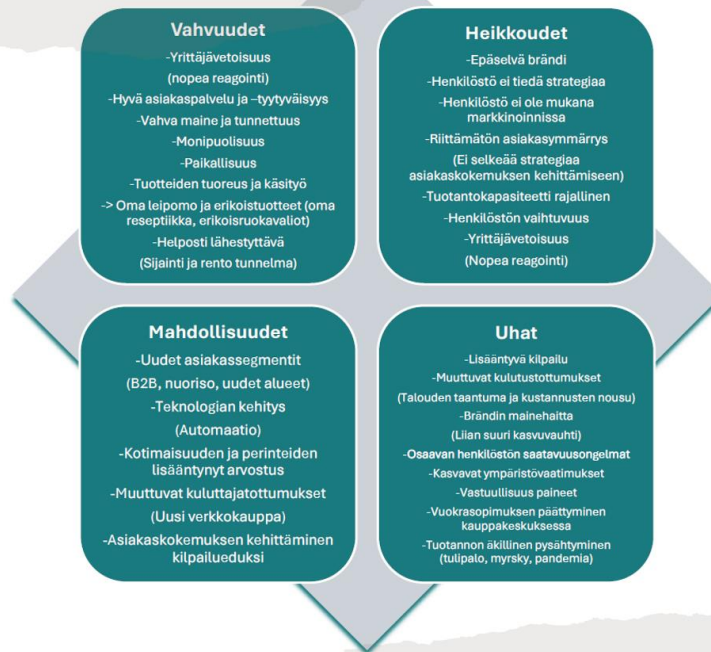 Vahvuudet
-Yrittäjävetoisuus
(nopea reagointi)
-Hyvä asiakaspalvelu ja –tyytyväisyys
-Vahva maine ja tunnettuus
-Monipuolisuus
-Paikallisuus
-Tuotteiden tuoreus ja käsityö
-> Oma leipomo ja erikoistuotteet (oma
reseptiikka, erikoisruokavaliot)
-Helposti lähestyttävä
(Sijainti ja rento tunnelma)
Heikkoudet
-Epäselvä brändi
-Henkilöstö ei tiedä strategiaa
-Henkilöstö ei ole mukana
markkinoinnissa
-Riittämätön asiakasymmärrys
(Ei selkeää strategiaa
asiakaskokemuksen kehittämiseen)
-Tuotantokapasiteetti rajallinen
-Henkilöstön vaihtuvuus
-Yrittäjävetoisuus
(Nopea reagointi)
Mahdollisuudet
-Uudet asiakassegmentit
(B2B, nuoriso, uudet alueet)
-Teknologian kehitys
(Automaatio)
-Kotimaisuuden ja perinteiden
lisääntynyt arvostus
-Muuttuvat kuluttajatottumukset
(Uusi verkkokauppa)
-Asiakaskokemuksen kehittäminen
kilpailueduksi
Uhat
-Lisääntyvä kilpailu
-Muuttuvat kulutustottumukset
(Talouden taantuma ja kustannusten nousu)
-Brändin mainehaitta
(Liian suuri kasvuvauhti)
-Osaavan henkilöstön saatavuusongelmat
-Kasvavat ympäristövaatimukset
-Vastuullisuus paineet
-Vuokrasopimuksen päättyminen
kauppakeskuksessa
-Tuotannon äkillinen pysähtyminen
(tulipalo, myrsky, pandemia)